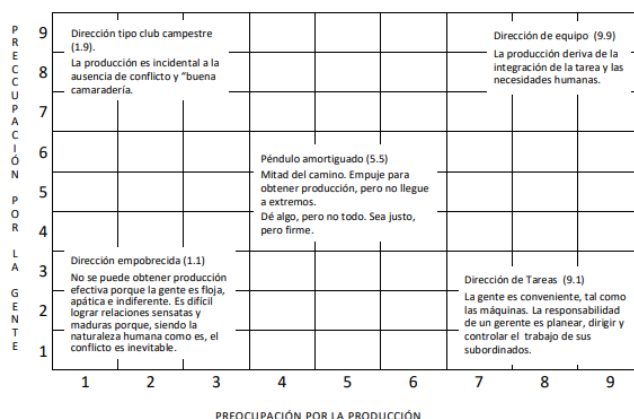 PRECCUPACIÓN POR LA GENTE
9
8
7
6
5
4
3
2
1
Dirección tipo club campestre
(1.9).
La producción es incidental a la
ausencia de conflicto y "buena
camaradería.
Dirección de equipo (9.9)
La producción deriva de la
integración de la tarea y las
necesidades humanas.
Péndulo amortiguado (5.5)
Mitad del camino. Empuje para
obtener producción, pero no llegue
a extremos.
Dé algo, pero no todo. Sea justo,
pero firme.
Dirección empobrecida (1.1)
No se puede obtener producción
efectiva porque la gente es floja,
apática e indiferente. Es difícil
lograr relaciones sensatas y
maduras porque, siendo la
naturaleza humana como es, el
conflicto es inevitable.
Dirección de Tareas (9.1)
La gente es conveniente, tal como
las máquinas. La responsabilidad
de un gerente es planear, dirigir y
controlar el trabajo de sus
subordinados.
1 2 3 4 5 6 7 8 9
PREOCUPACIÓN POR LA PRODUCCIÓN